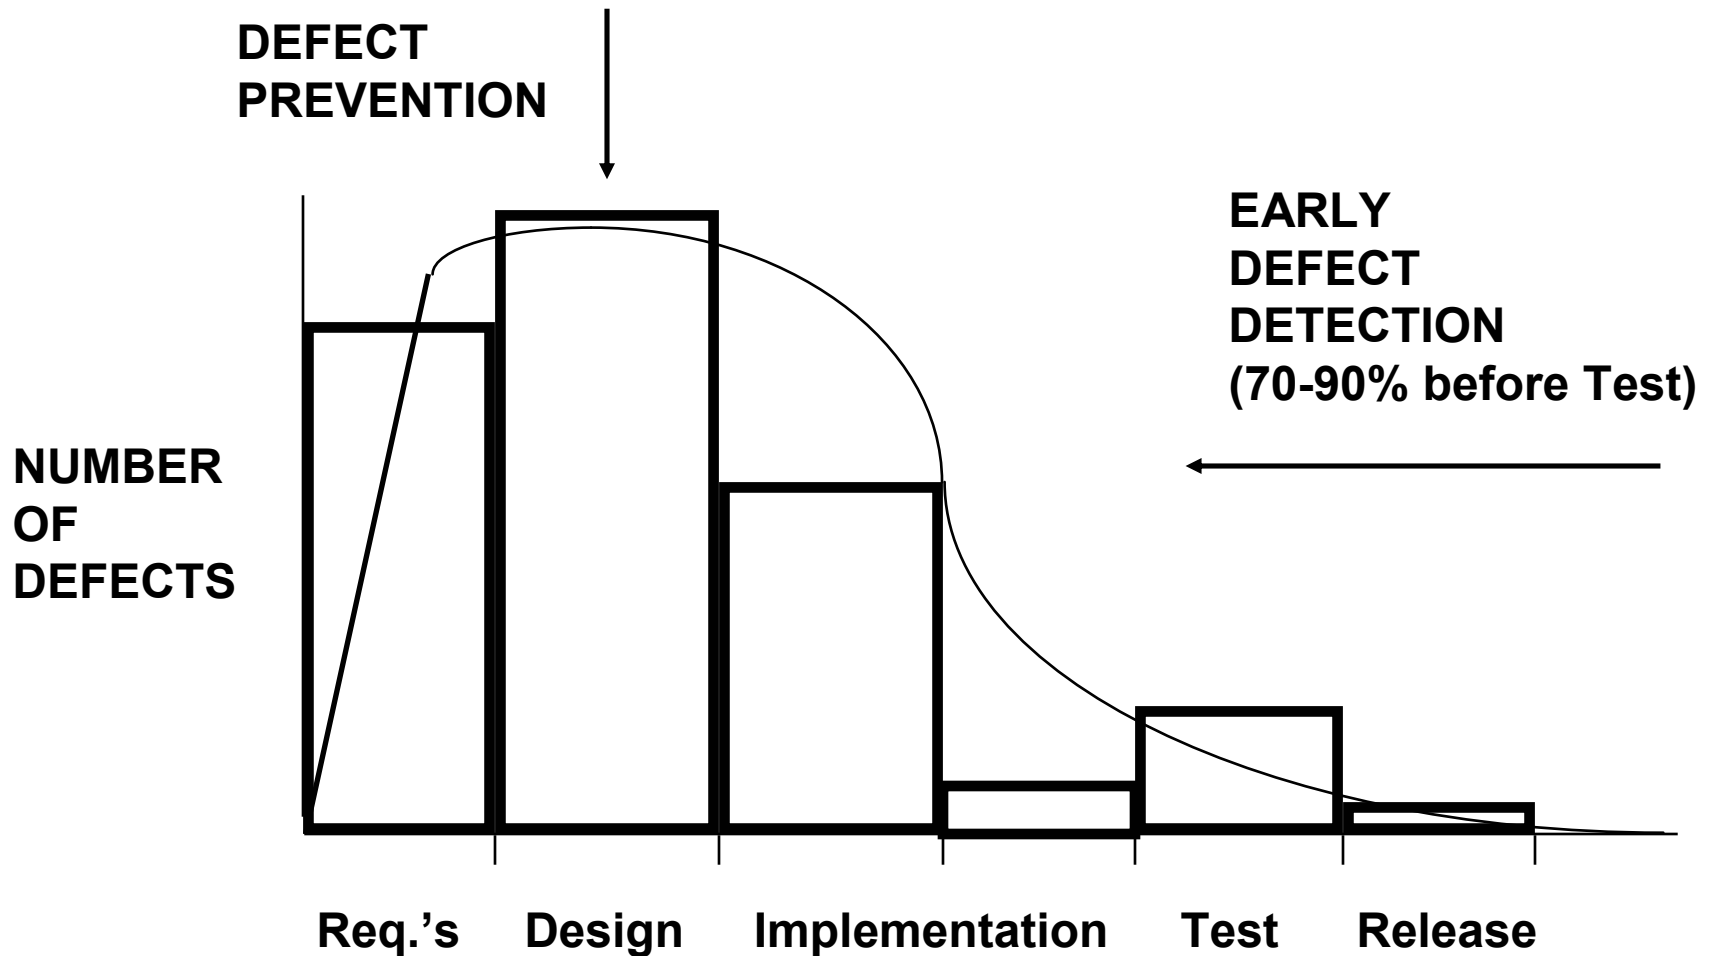 DEFECT
PREVENTION
EARLY
DEFECT
DETECTION
(70-90% before Test)
NUMBER
OF
DEFECTS
Req.’s Design Implementation Test Release